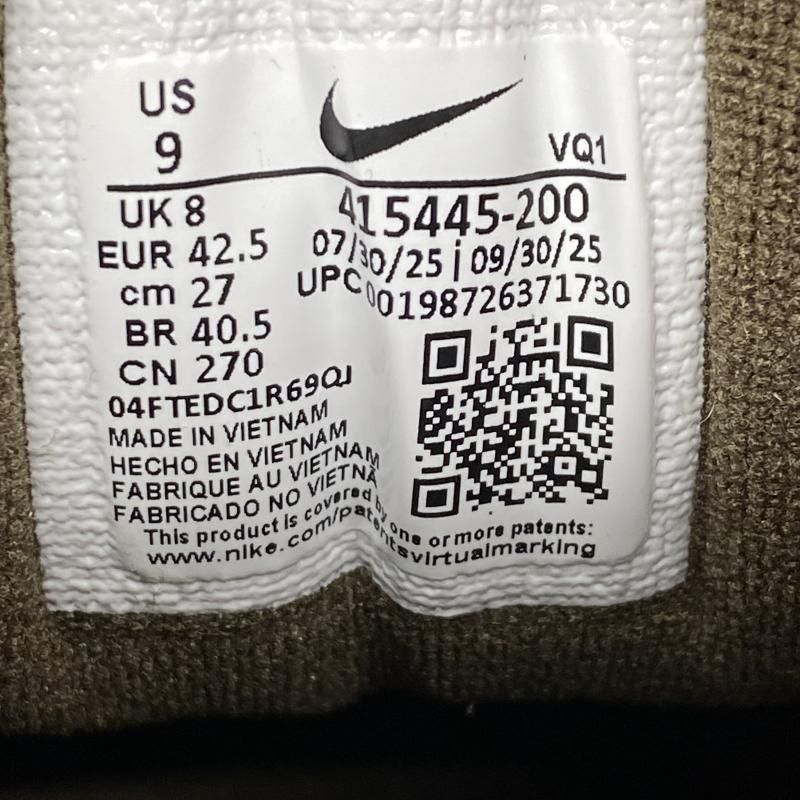 US
9
VQ1
UK 8
EUR 42.5
cm 27
BR 40.5
CN 270
415445-200
07/30/25 | 09/30/25
UPC 00198726371730
04FTEDC1R69QJ
MADE IN VIETNAM
HECHO EN VIETNAM
FABRIQUE AU VIETNAM
FABRICADO NO VIETNÃ
This product is covered by one or more patents:
www.nike.com/patentsvirtualmarking